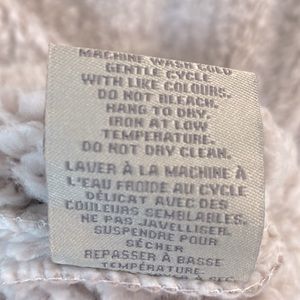 MACHINE WASH COLD
GENTLE CYCLE
WITH LIKE COLOURS.
DO NOT BLEACH.
HANG TO DRY.
IRON AT LOW
TEMPERATURE.
DO NOT DRY CLEAN.
LAVER À LA MACHINE À
L'EAU FROIDE AU CYCLE
DÉLICAT AVEC DES
COULEURS SEMBLABLES.
NE PAS JAVELLISER.
SUSPENDRE POUR
SÉCHER
REPASSER À BASSE
TEMPÉRATURE.
À SEC